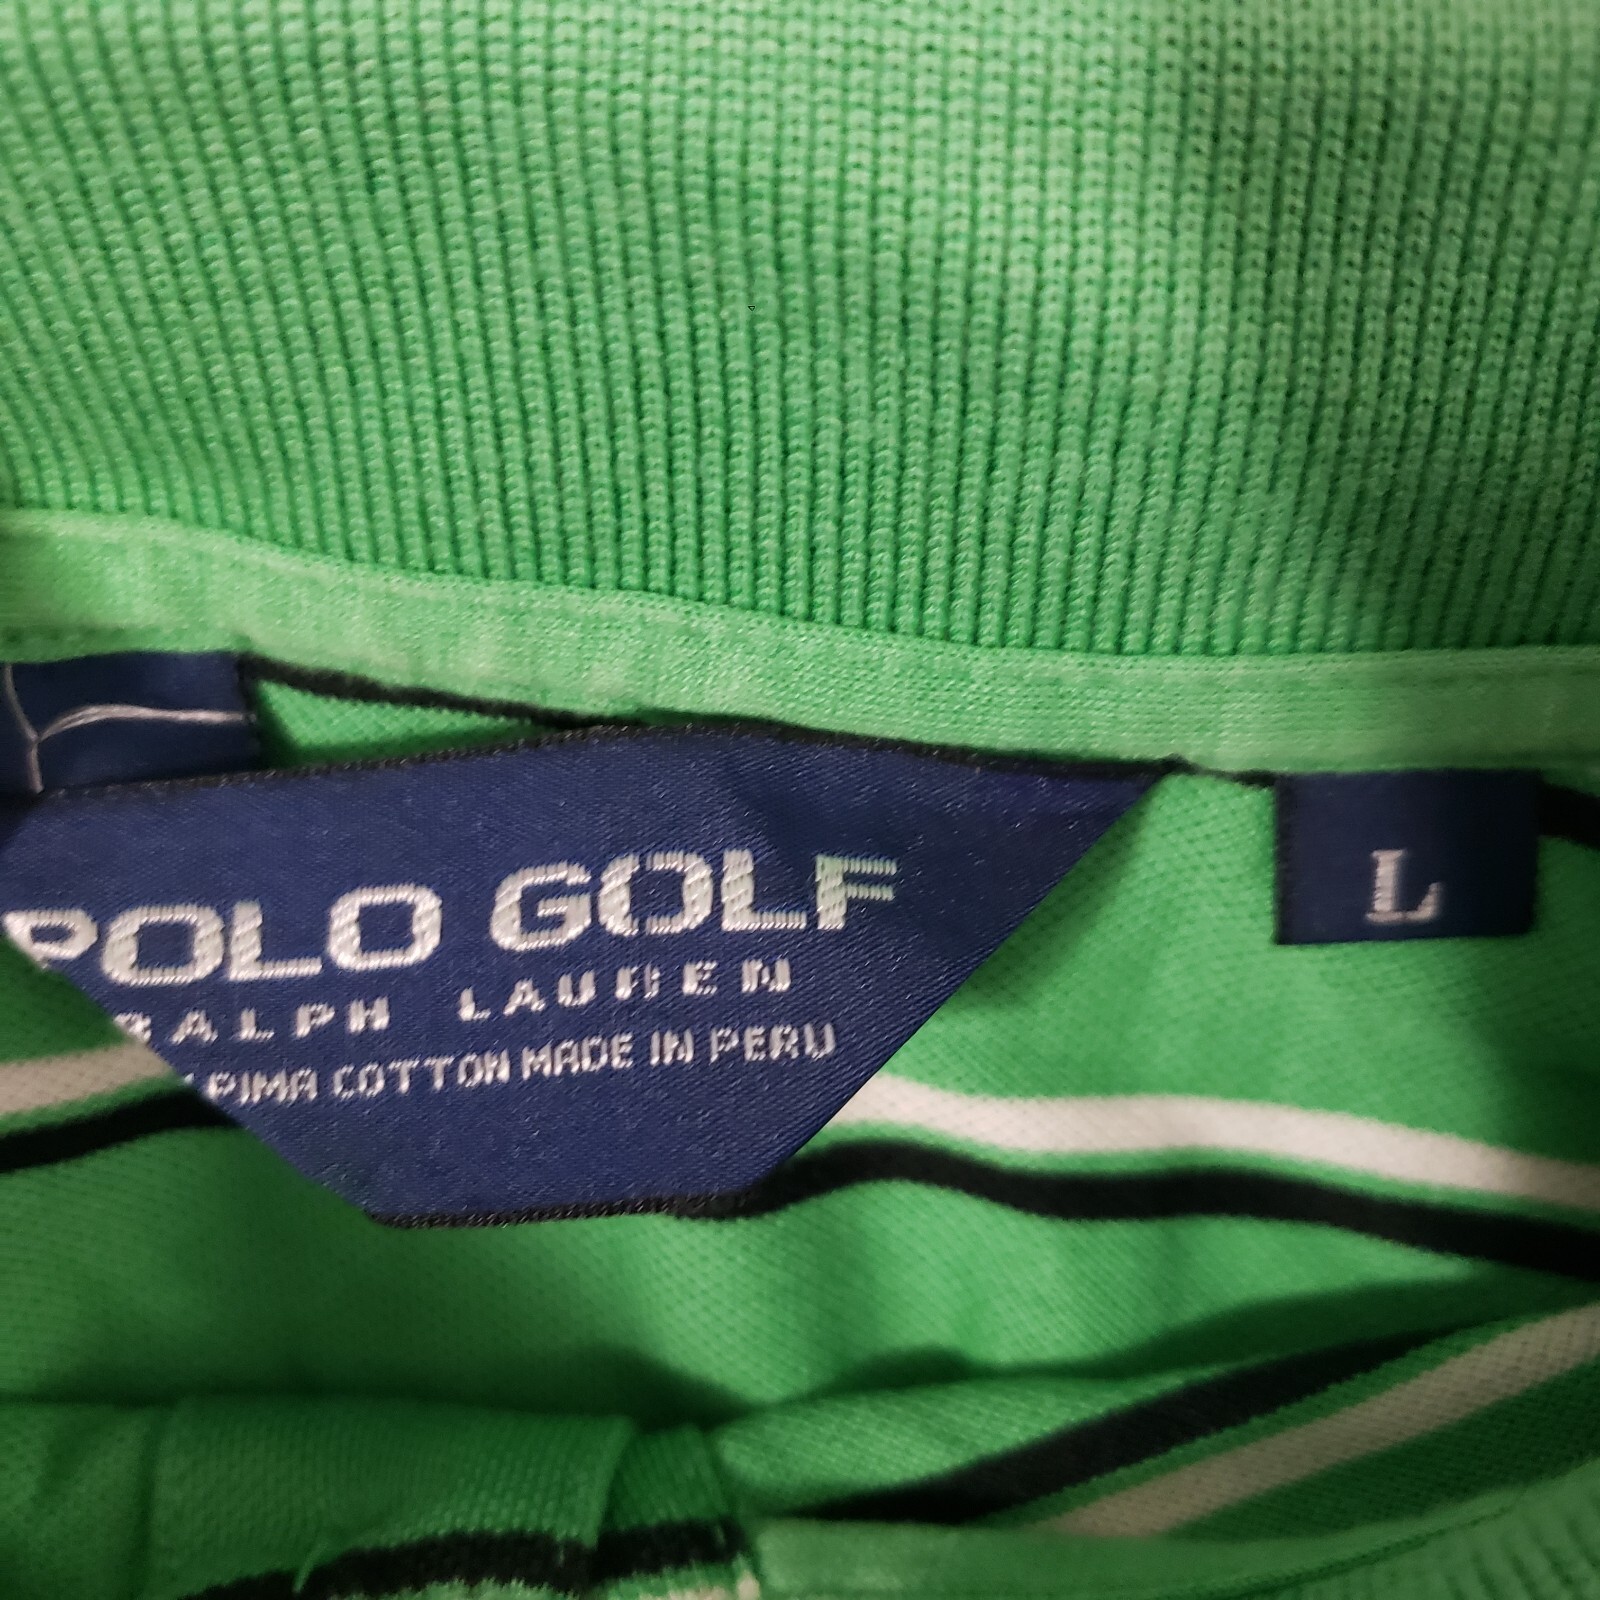 POLO GOLF
RALPH LAUREN
PIMA COTTON MADE IN PERU
L